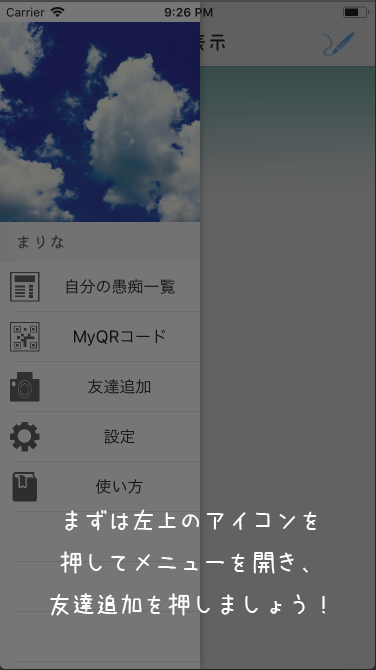 Carrier 9:26 PM
表示
まりな
自分の愚痴一覧
MyQRコード
友達追加
設定
使い方
まずは左上のアイコンを
押してメニューを開き、
友達追加を押しましょう！